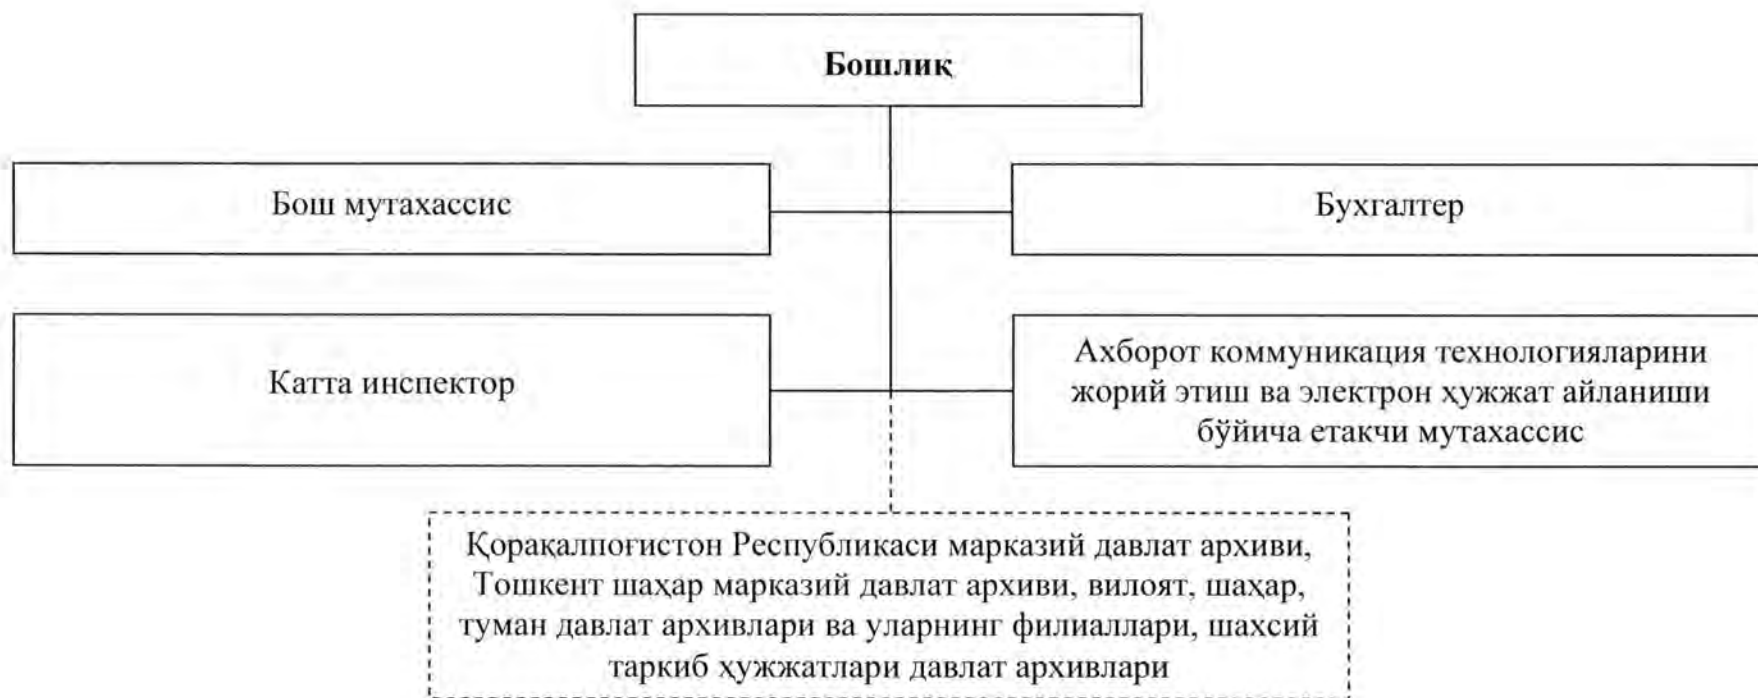 Бошлиқ
Бош мутахассис
Бухгалтер
Катта инспектор
Ахборот коммуникация технологияларини
жорий этиш ва электрон ҳужжат айланиши
бўйича етакчи мутахассис
Қорақалпоғистон Республикаси марказий давлат архиви,
Тошкент шаҳар марказий давлат архиви, вилоят, шаҳар,
туман давлат архивлари ва уларнинг филиаллари, шахсий
таркиб ҳужжатлари давлат архивлари